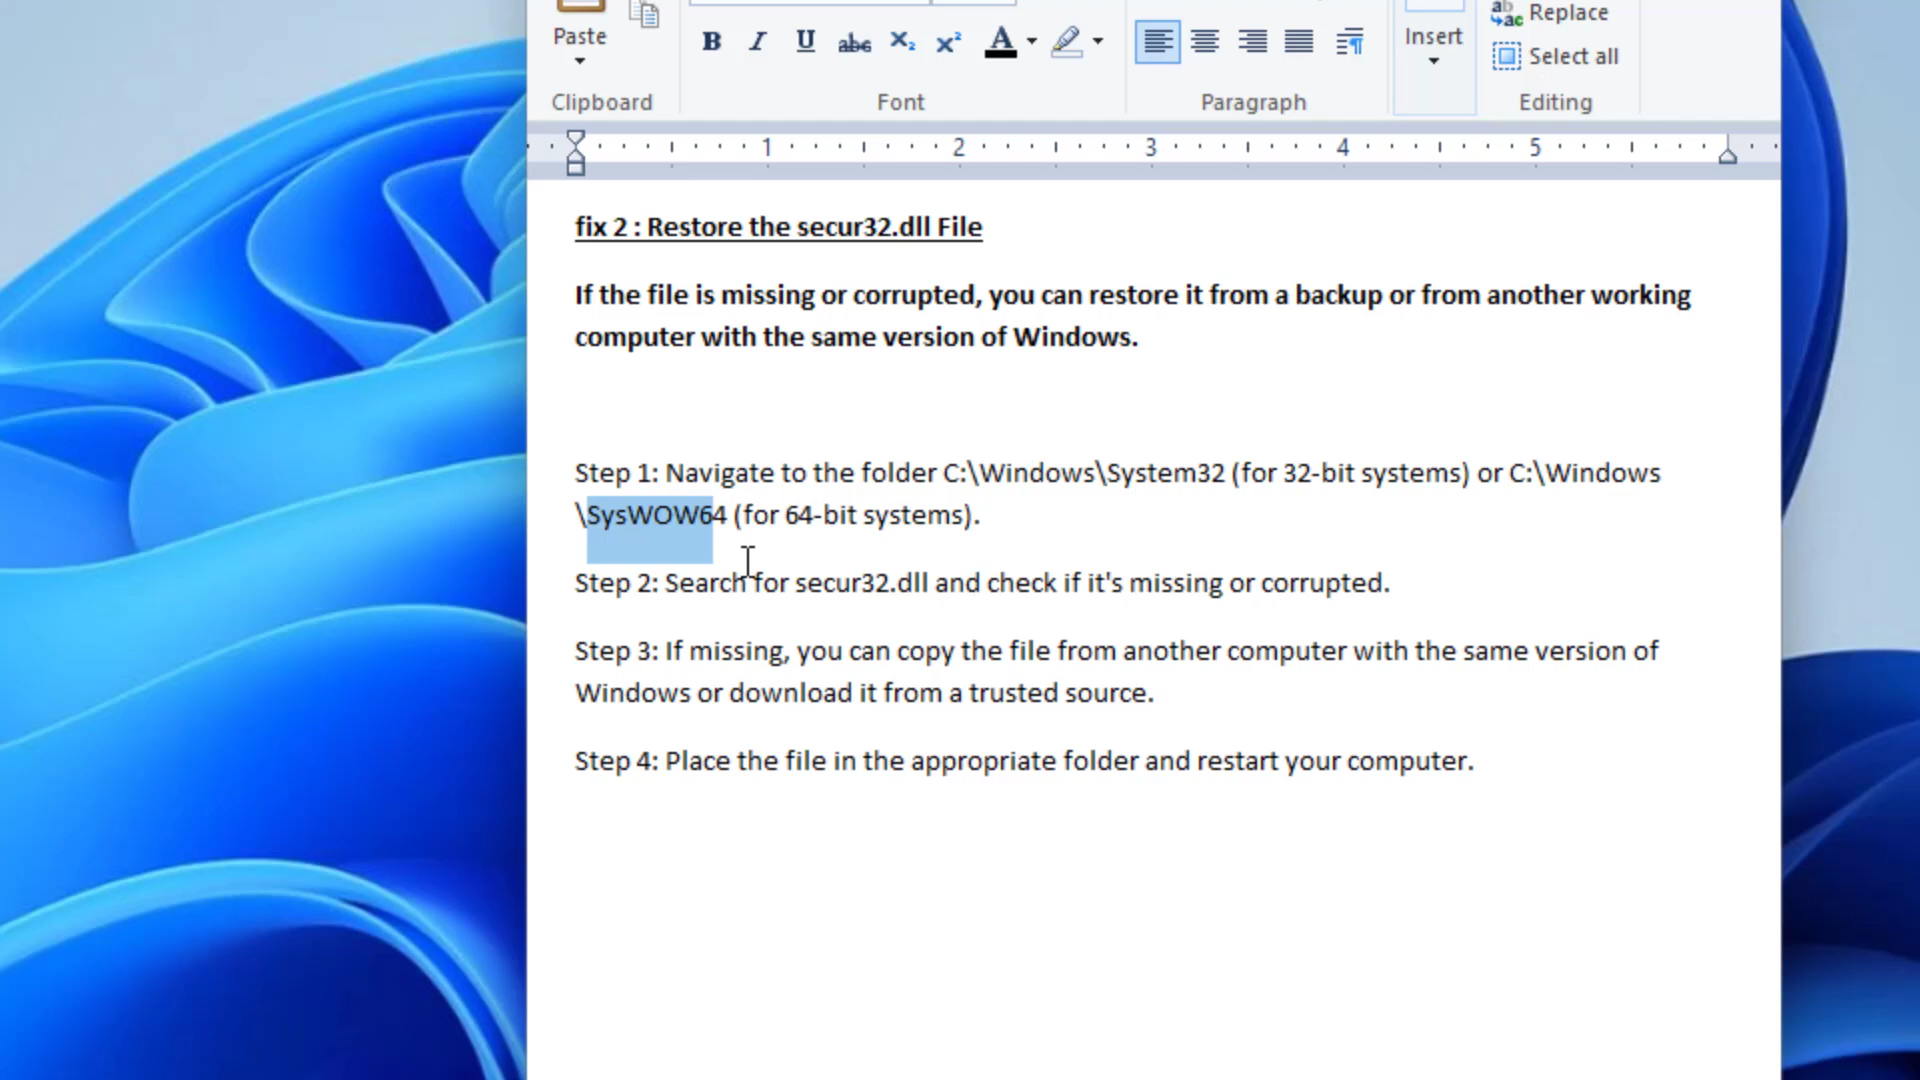 Replace
Paste
B I U abc X₂ X² A
Insert
Select all
Clipboard
Font
Paragraph
Editing
1 2 3 4 5
fix 2 : Restore the secur32.dll File
If the file is missing or corrupted, you can restore it from a backup or from another working
computer with the same version of Windows.
Step 1: Navigate to the folder C:\Windows\System32 (for 32-bit systems) or C:\Windows
\SysWOW64 (for 64-bit systems).
Step 2: Search for secur32.dll and check if it's missing or corrupted.
Step 3: If missing, you can copy the file from another computer with the same version of
Windows or download it from a trusted source.
Step 4: Place the file in the appropriate folder and restart your computer.